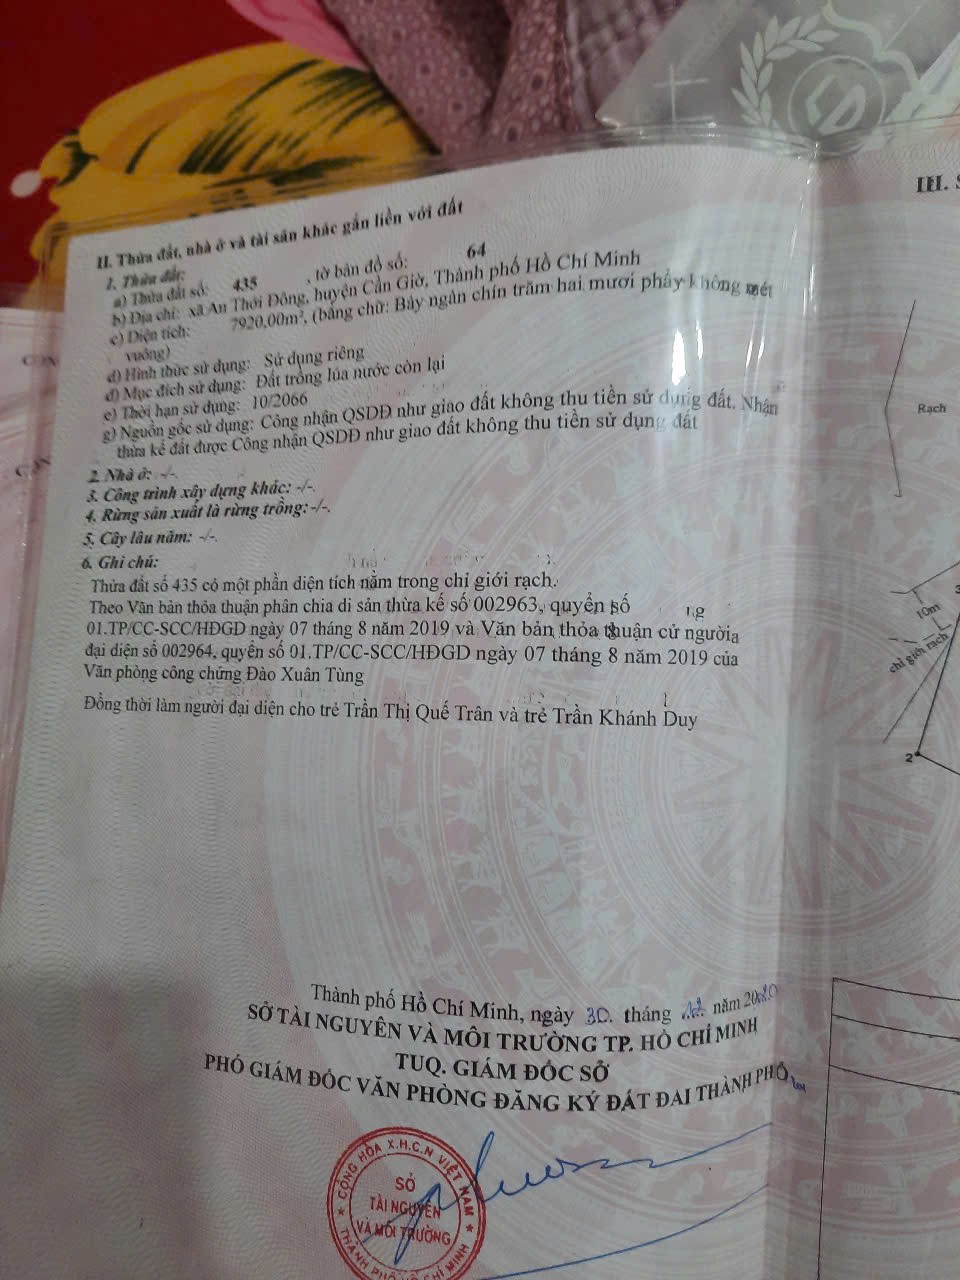 II. Thửa đất, nhà ở và tài sản khác gắn liền với đất
1. Thửa đất:
a) Thửa đất số: 435 , tờ bản đồ số: 64
b) Địa chỉ: xã An Thới Đông, huyện Cần Giờ, Thành phố Hồ Chí Minh
c) Diện tích: 7920,00m², (bằng chữ: Bảy ngàn chín trăm hai mươi phẩy không mét
vuông)
d) Hình thức sử dụng: Sử dụng riêng
đ) Mục đích sử dụng: Đất trồng lúa nước còn lại
e) Thời hạn sử dụng: 10/2066
g) Nguồn gốc sử dụng: Công nhận QSDĐ như giao đất không thu tiền sử dụng đất. Nhận
thừa kế đất được Công nhận QSDĐ như giao đất không thu tiền sử dụng đất
2. Nhà ở: -/-.
3. Công trình xây dựng khác: -/-.
4. Rừng sản xuất là rừng trồng: -/-.
5. Cây lâu năm: -/-.
6. Ghi chú:
Thửa đất số 435 có một phần diện tích nằm trong chỉ giới rạch.
Theo Văn bản thỏa thuận phân chia di sản thừa kế số 002963, quyển số
01.TP/CC-SCC/HĐGD ngày 07 tháng 8 năm 2019 và Văn bản thỏa thuận cử người
đại diện số 002964, quyển số 01.TP/CC-SCC/HĐGD ngày 07 tháng 8 năm 2019 của
Văn phòng công chứng Đào Xuân Tùng
Đồng thời làm người đại diện cho trẻ Trần Thị Quế Trân và trẻ Trần Khánh Duy
Thành phố Hồ Chí Minh, ngày 30 tháng 12 năm 2020
SỞ TÀI NGUYÊN VÀ MÔI TRƯỜNG TP. HỒ CHÍ MINH
TUQ. GIÁM ĐỐC SỞ
PHÓ GIÁM ĐỐC VĂN PHÒNG ĐĂNG KÝ ĐẤT ĐAI THÀNH PHỐ
CỘNG HÒA X.H.C.N VIỆT NAM
SỞ
TÀI NGUYÊN
VÀ MÔI TRƯỜNG
THÀNH PHỐ HỒ CHÍ MINH
III.
Rạch
10m
chỉ giới rạch
3
2